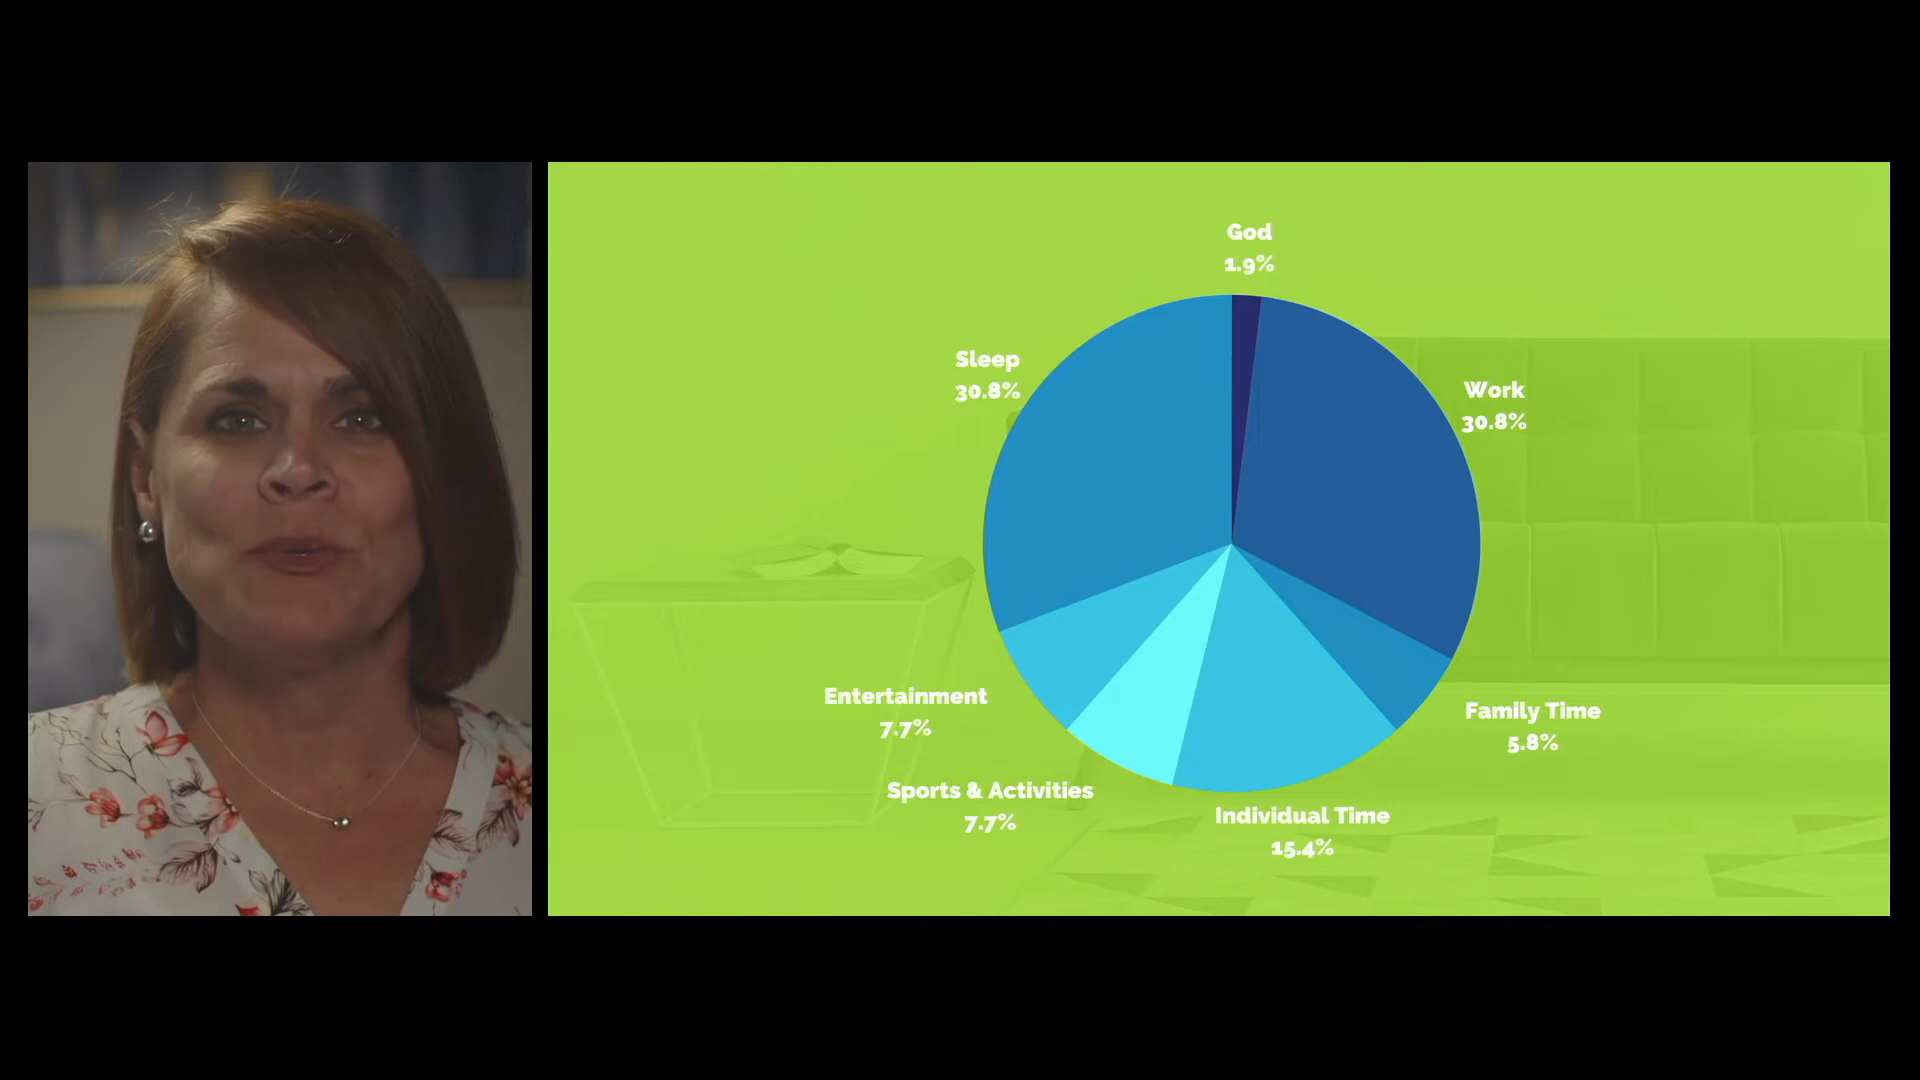 God
1.9%
Sleep
30.8%
Work
30.8%
Entertainment
7.7%
Family Time
5.8%
Sports & Activities
7.7%
Individual Time
15.4%